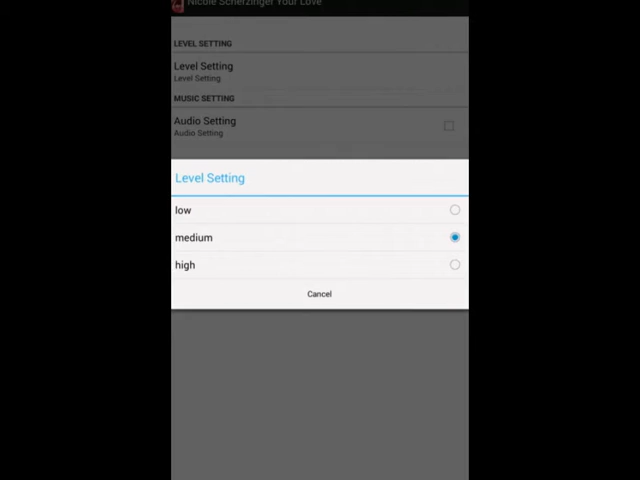 Nicole Scherzinger Your Love
LEVEL SETTING
Level Setting
Level Setting
MUSIC SETTING
Audio Setting
Audio Setting
Level Setting
low
medium
high
Cancel